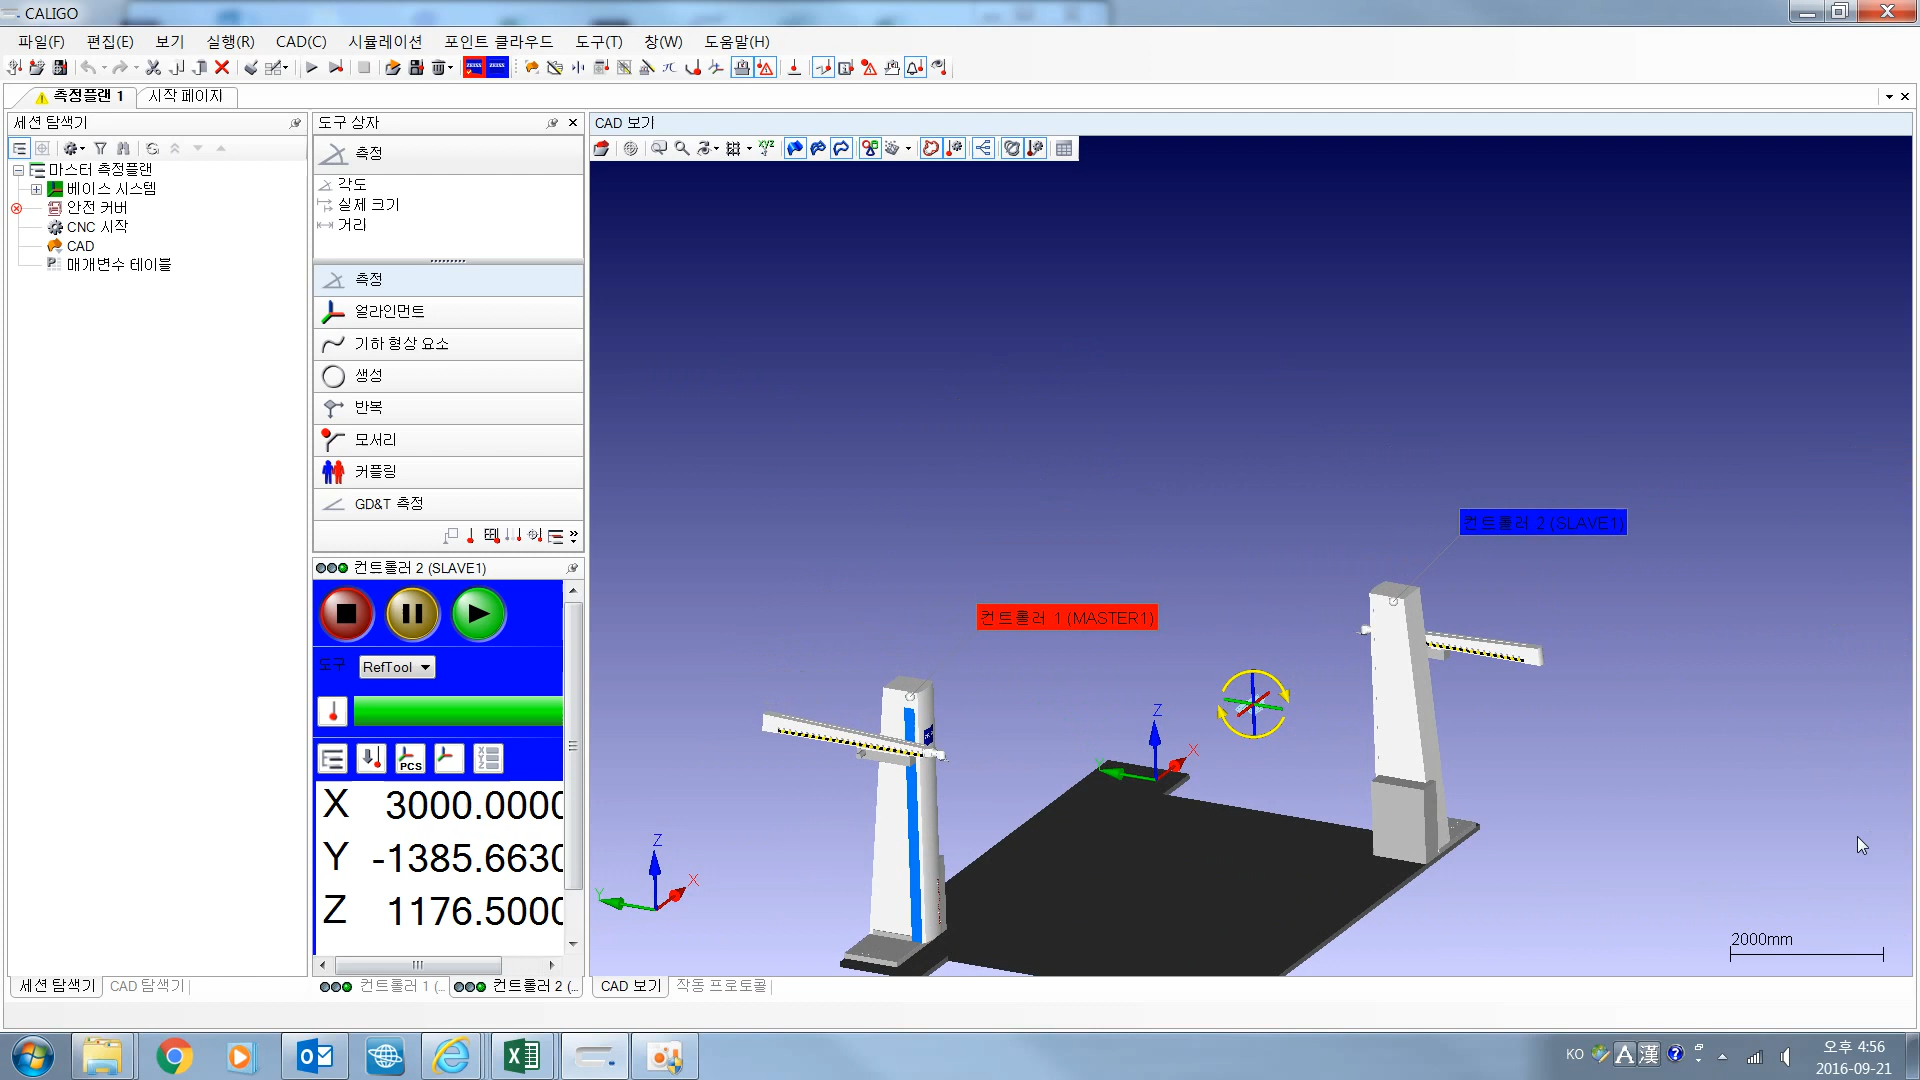 CALIGO
파일(F) 편집(E) 보기 실행(R) CAD(C) 시뮬레이션 포인트 클라우드 도구(T) 창(W) 도움말(H)
측정플랜 1 시작 페이지
세션 탐색기
마스터 측정플랜
베이스 시스템
안전 커버
CNC 시작
CAD
매개변수 테이블
도구 상자
측정
각도
실제 크기
거리
측정
얼라인먼트
기하 형상 요소
생성
반복
모서리
커플링
GD&T 측정
컨트롤러 2 (SLAVE1)
도구 RefTool
PCS
X 3000.0000
Y -1385.6630
Z 1176.5000
CAD 보기
xyz
컨트롤러 2 (SLAVE1)
컨트롤러 1 (MASTER1)
Z
X
Y
Z
X
Y
2000mm
세션 탐색기 CAD 탐색기
컨트롤러 1 (... 컨트롤러 2 (...
CAD 보기 작동 프로토콜
KO A 漢
오후 4:56
2016-09-21